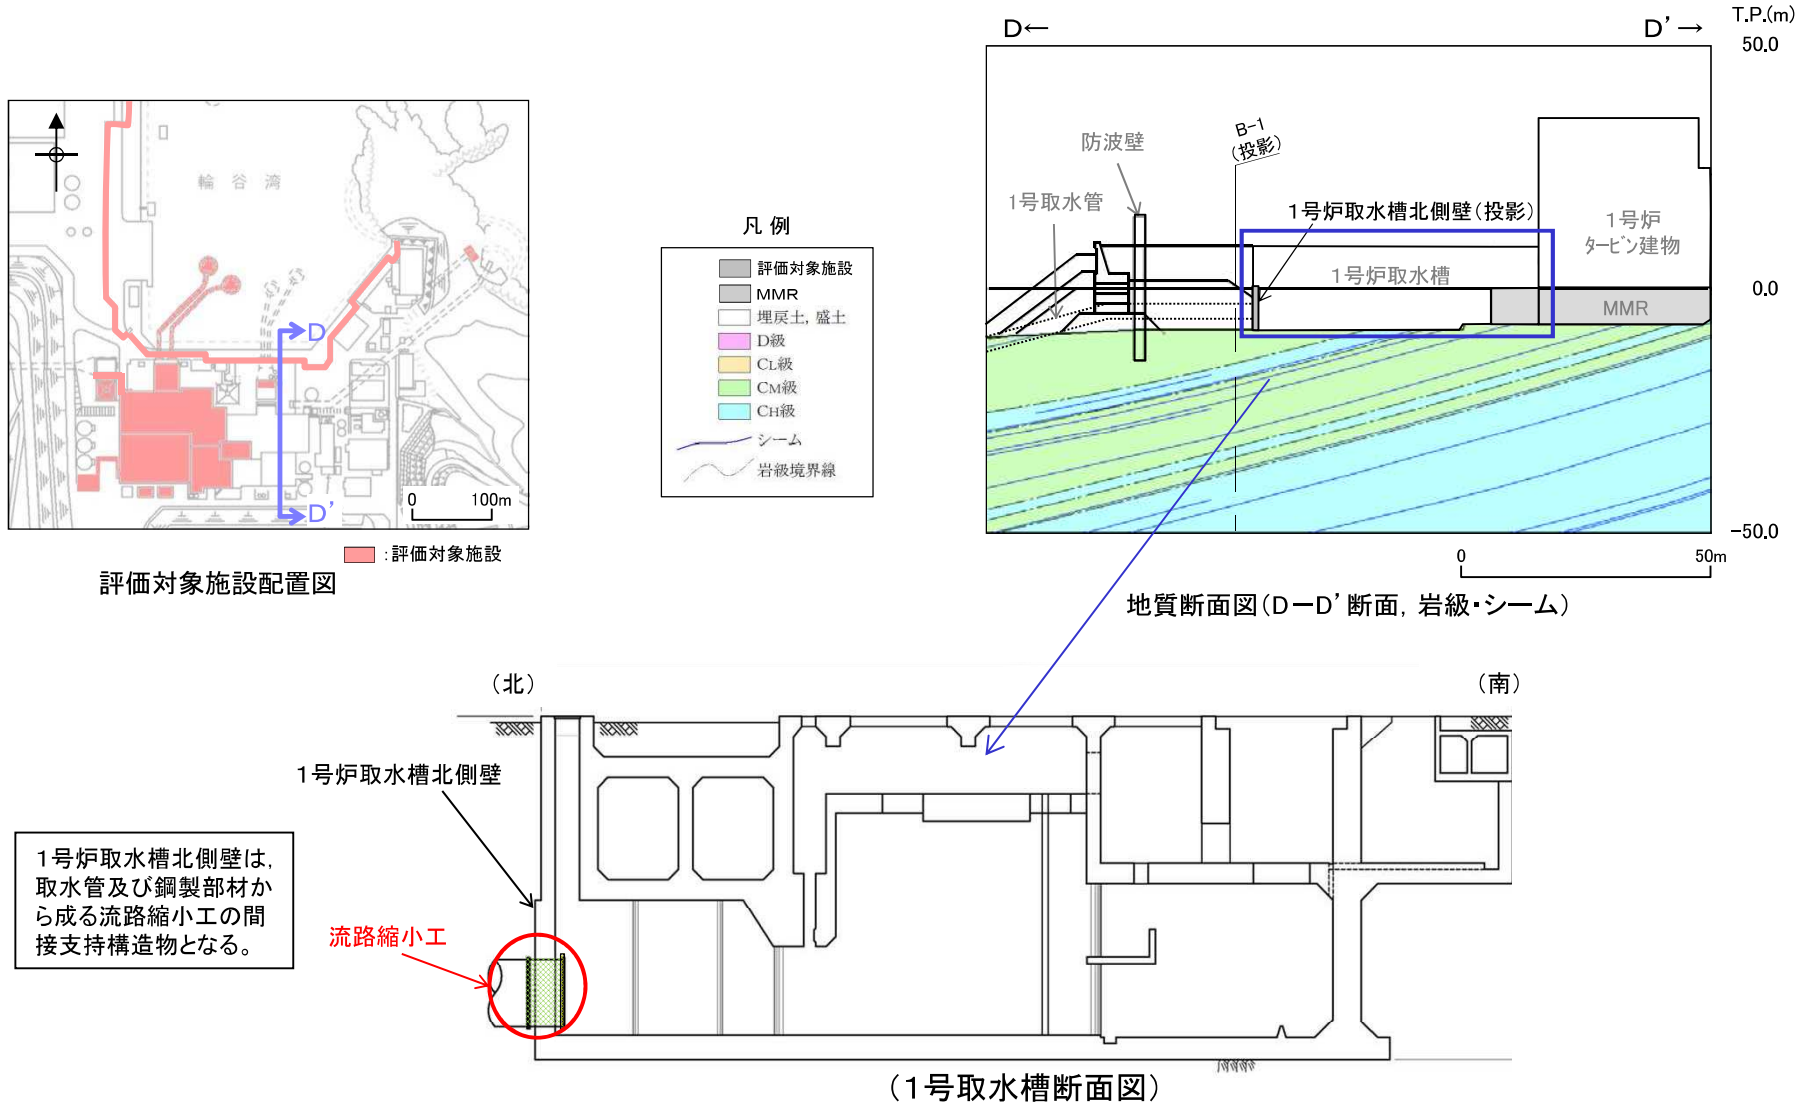 輪谷湾
D
D'
0 100m
:評価対象施設
評価対象施設配置図
凡 例
評価対象施設
MMR
埋戻土, 盛土
D級
CL級
CM級
CH級
シーム
岩級境界線
D←
D'→
T.P.(m)
50.0
0.0
-50.0
防波壁
B-1
(投影)
1号取水管
1号炉取水槽北側壁(投影)
1号炉
タービン建物
1号炉取水槽
MMR
0 50m
地質断面図(D-D'断面, 岩級・シーム)
(北)
(南)
1号炉取水槽北側壁
1号炉取水槽北側壁は,
取水管及び鋼製部材か
ら成る流路縮小工の間
接支持構造物となる。
流路縮小工
(1号取水槽断面図)